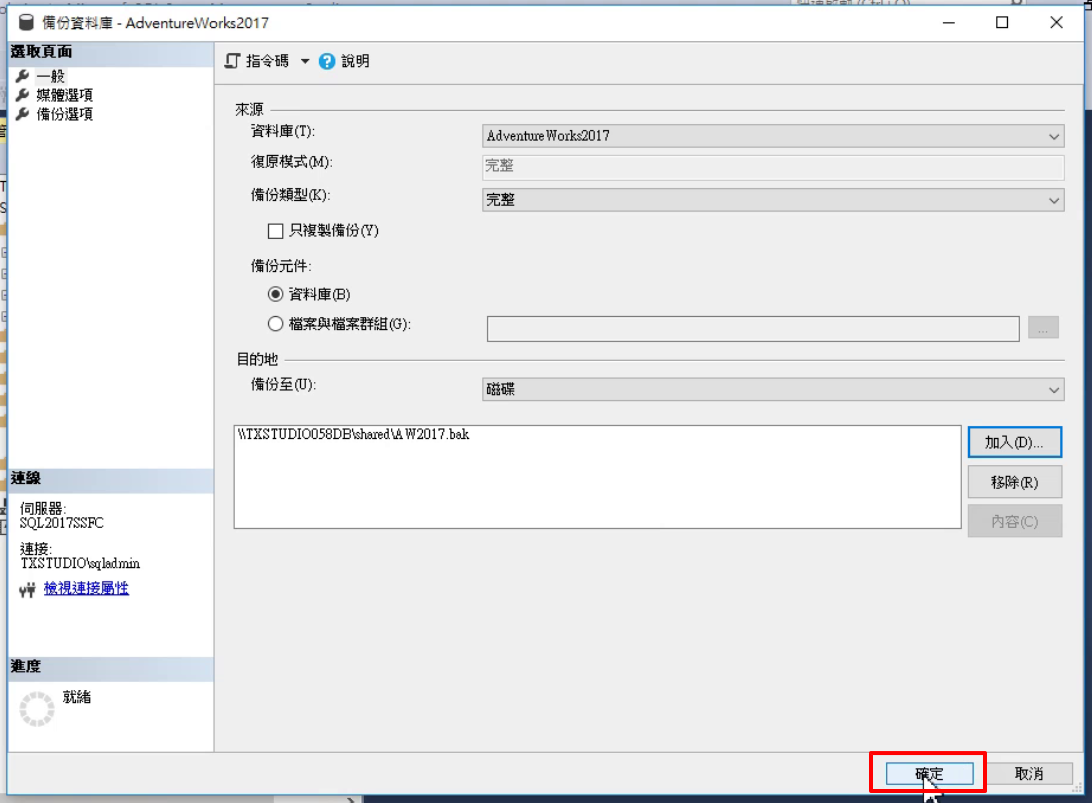 備份資料庫 - AdventureWorks2017
選取頁面
一般
媒體選項
備份選項
指令碼
說明
來源
資料庫(T):
AdventureWorks2017
復原模式(M):
完整
備份類型(K):
完整
只複製備份(Y)
備份元件:
資料庫(B)
檔案與檔案群組(G):
...
目的地
備份至(U):
磁碟
\\TXSTUDIO058DB\shared\AW2017.bak
加入(D)...
移除(R)
內容(C)
連線
伺服器:
SQL2017SSFC
連接:
TXSTUDIO\sqladmin
檢視連接屬性
進度
就緒
確定
取消